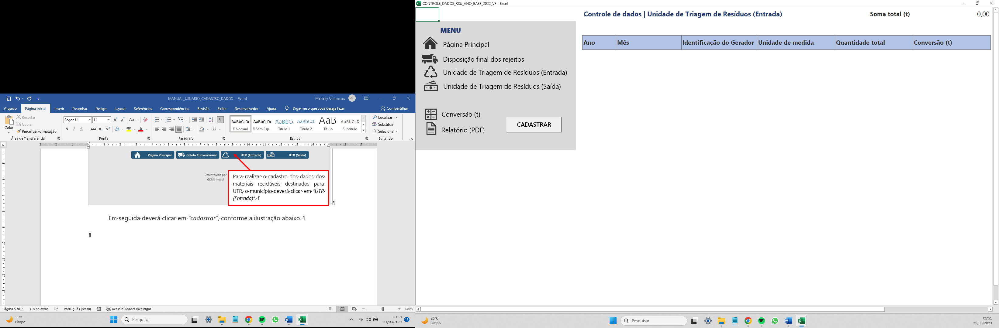 MANUAL_USUARIO_CADASTRO_DADOS - Word
Marielly Chimenes
MC
Arquivo
Página Inicial
Inserir
Desenhar
Design
Layout
Referências
Correspondências
Revisão
Exibir
Desenvolvedor
Ajuda
Diga-me o que você deseja fazer
Compartilhar
Colar
Recortar
Copiar
Pincel de Formatação
Área de Transferência
Segoe UI
11
Fonte
Parágrafo
AaBbCcDc
¶ Normal
AaBbCcDc
¶ Sem Esp...
AaBbCc
Título 1
AaBbCcE
Título 2
AaB
Título
AaBbCcD
Subtítulo
Estilos
Localizar
Substituir
Selecionar
Editando
Página Principal
Coleta Convencional
UTR (Entrada)
UTR (Saída)
Desenvolvido por
GDM | Imasul
Para realizar o cadastro dos dados dos
materiais recicláveis destinados para
UTR, o município deverá clicar em “UTR
(Entrada)”. ¶
¶
Em seguida deverá clicar em “cadastrar”, conforme a ilustração abaixo. ¶
¶
Página 5 de 5
318 palavras
Português (Brasil)
Acessibilidade: investigar
140%
25°C
Limpo
Pesquisar
01:51
21/03/2023
13
CONTROLE_DADOS_RSU_ANO_BASE_2022_VF - Excel
Controle de dados | Unidade de Triagem de Resíduos (Entrada)
Soma total (t)
0,00
MENU
Página Principal
Disposição final dos rejeitos
Unidade de Triagem de Resíduos (Entrada)
Unidade de Triagem de Resíduos (Saída)
Conversão (t)
Relatório (PDF)
CADASTRAR
Ano
Mês
Identificação do Gerador
Unidade de medida
Quantidade total
Conversão (t)
25°C
Limpo
Pesquisar
01:51
21/03/2023